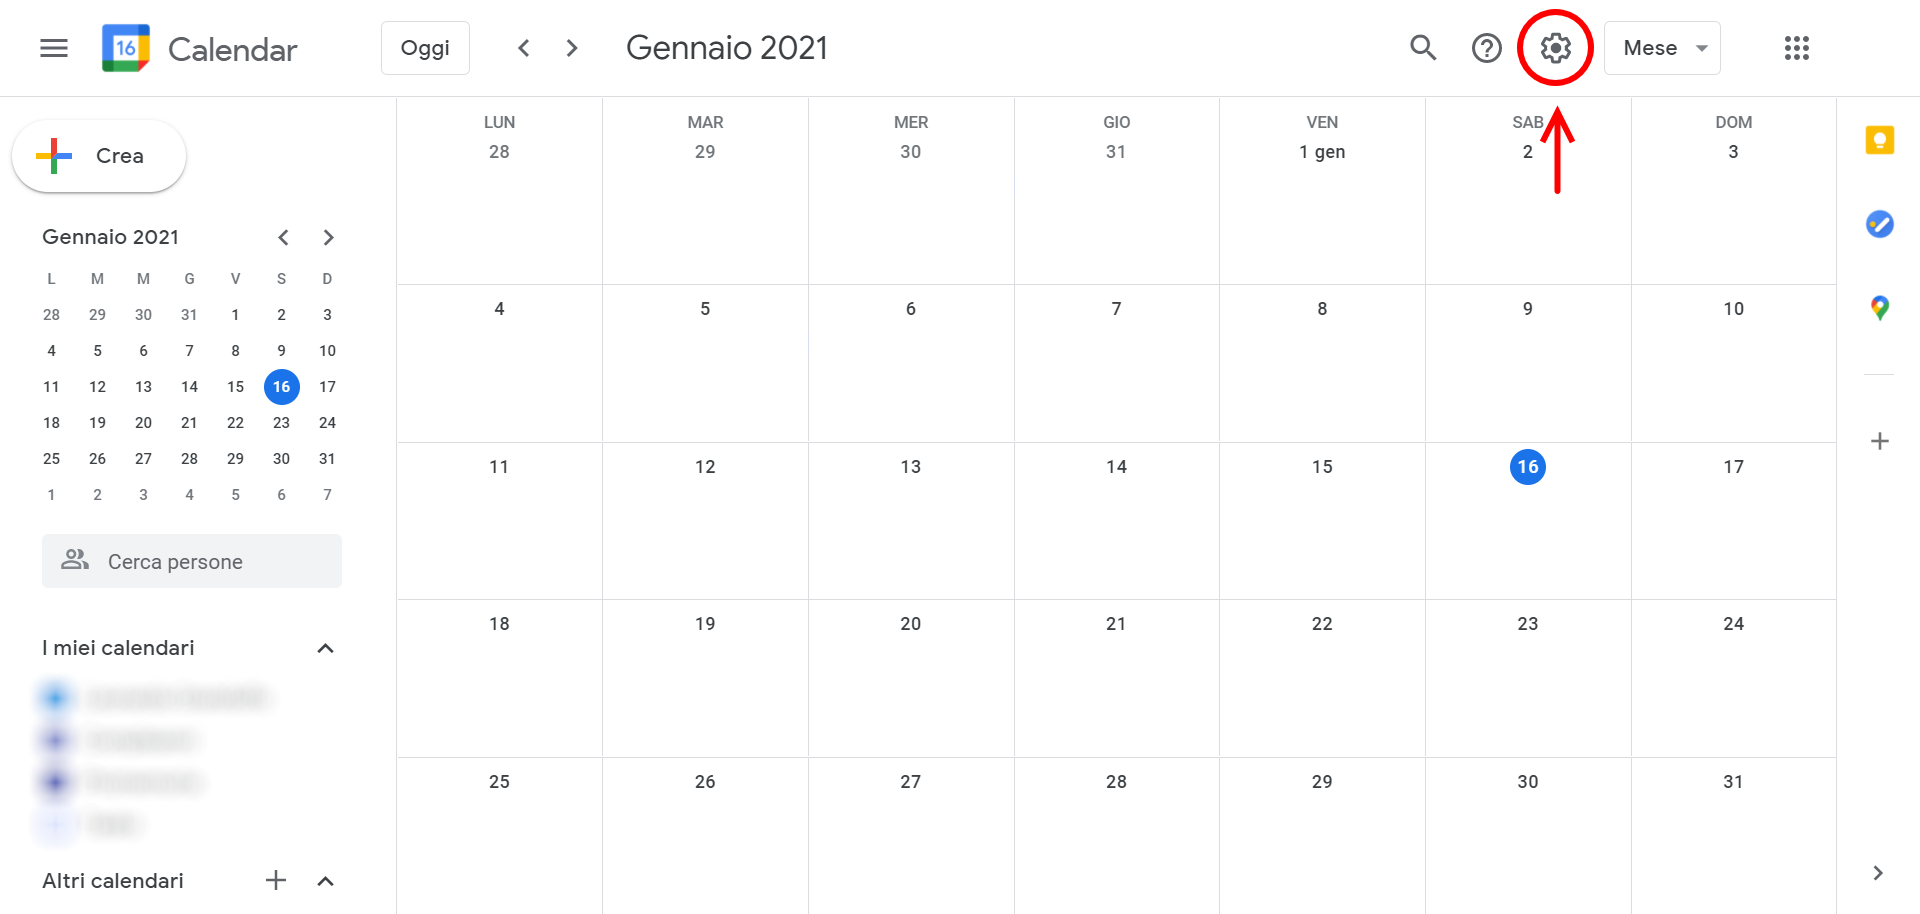 16 Calendar Oggi Gennaio 2021 Mese
Crea
Gennaio 2021
L M M G V S D
28 29 30 31 1 2 3
4 5 6 7 8 9 10
11 12 13 14 15 16 17
18 19 20 21 22 23 24
25 26 27 28 29 30 31
1 2 3 4 5 6 7
Cerca persone
I miei calendari
Altri calendari
LUN MAR MER GIO VEN SAB DOM
28 29 30 31 1 gen 2 3
4 5 6 7 8 9 10
11 12 13 14 15 16 17
18 19 20 21 22 23 24
25 26 27 28 29 30 31